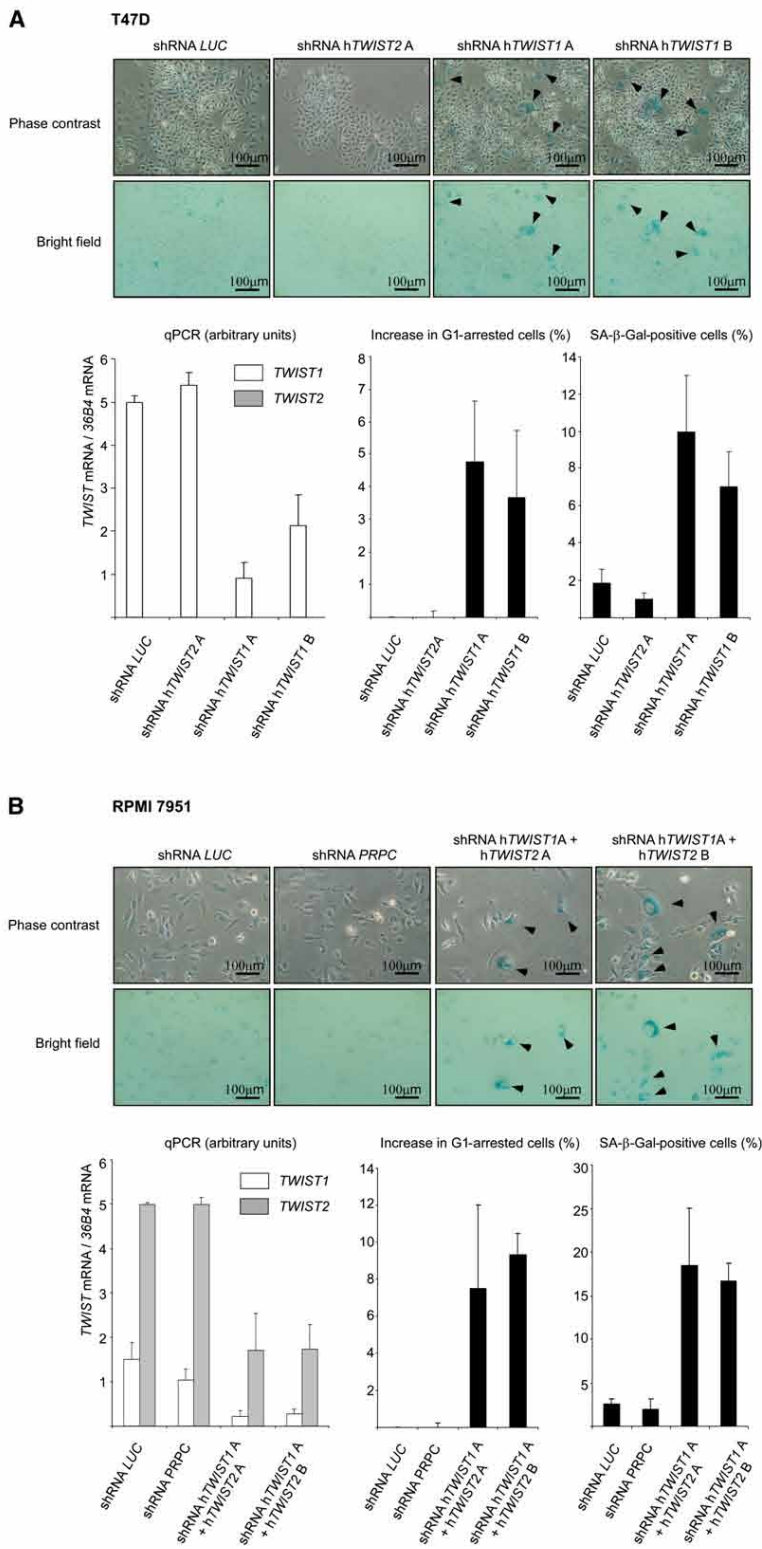 A
T47D
shRNA LUC
shRNA hTWIST2 A
shRNA hTWIST1 A
shRNA hTWIST1 B
Phase contrast
100µm
100µm
100µm
100µm
Bright field
100µm
100µm
100µm
100µm
qPCR (arbitrary units)
TWIST mRNA / 36B4 mRNA
6
5
4
3
2
1
TWIST1
TWIST2
shRNA LUC
shRNA hTWIST2 A
shRNA hTWIST1 A
shRNA hTWIST1 B
Increase in G1-arrested cells (%)
8
7
6
5
4
3
2
1
shRNA LUC
shRNA hTWIST2A
shRNA hTWIST1 A
shRNA hTWIST1 B
SA-β-Gal-positive cells (%)
14
12
10
8
6
4
2
shRNA LUC
shRNA hTWIST2 A
shRNA hTWIST1 A
shRNA hTWIST1 B
B
RPMI 7951
shRNA LUC
shRNA PRPC
shRNA hTWIST1A +
hTWIST2 A
shRNA hTWIST1A +
hTWIST2 B
Phase contrast
100µm
100µm
100µm
100µm
Bright field
100µm
100µm
100µm
100µm
qPCR (arbitrary units)
TWIST mRNA / 36B4 mRNA
6
5
4
3
2
1
TWIST1
TWIST2
shRNA LUC
shRNA PRPC
shRNA hTWIST1 A
+ hTWIST2 A
shRNA hTWIST1 A
+ hTWIST2 B
Increase in G1-arrested cells (%)
14
12
10
8
6
4
2
shRNA LUC
shRNA PRPC
shRNA hTWIST1 A
+ hTWIST2 A
shRNA hTWIST1 A
+ hTWIST2 B
SA-β-Gal-positive cells (%)
30
25
20
15
10
5
shRNA LUC
shRNA PRPC
shRNA hTWIST1 A
+ hTWIST2 A
shRNA hTWIST1 A
+ hTWIST2 B